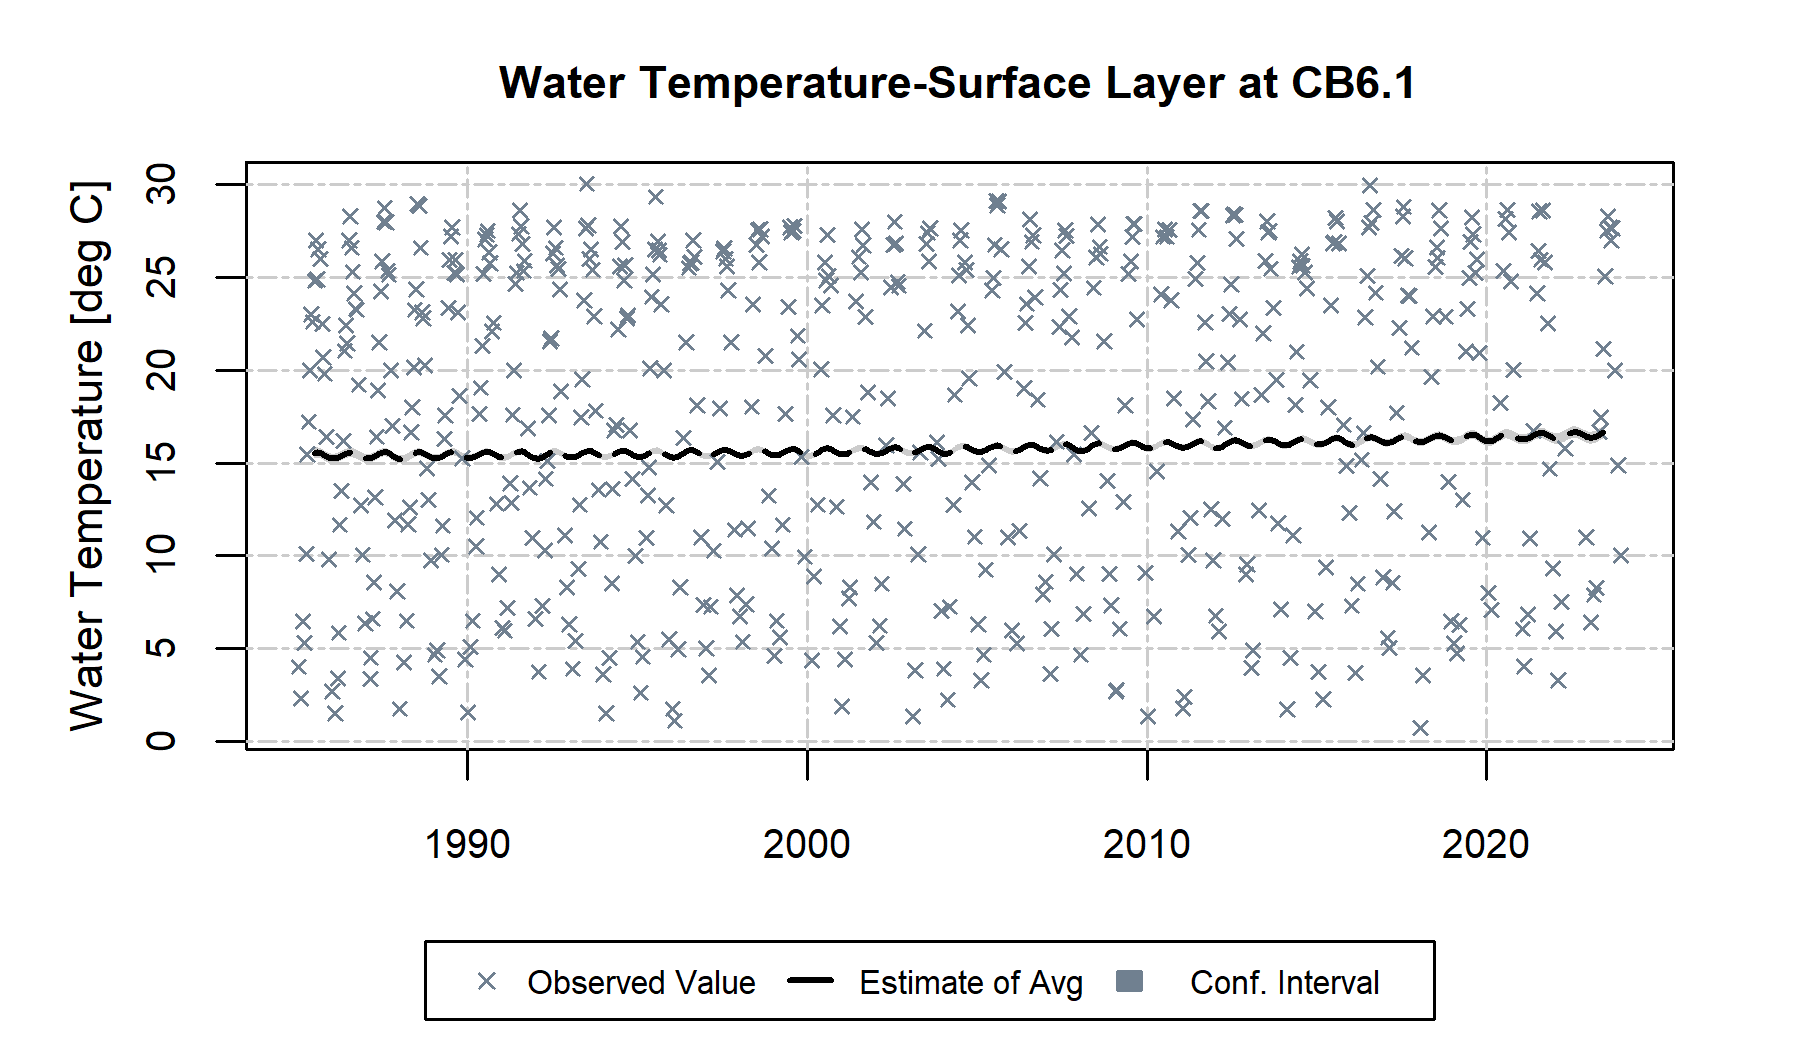 Water Temperature-Surface Layer at CB6.1
Water Temperature [deg C]
30
25
20
15
10
5
0
1990 2000 2010 2020
Observed Value Estimate of Avg Conf. Interval